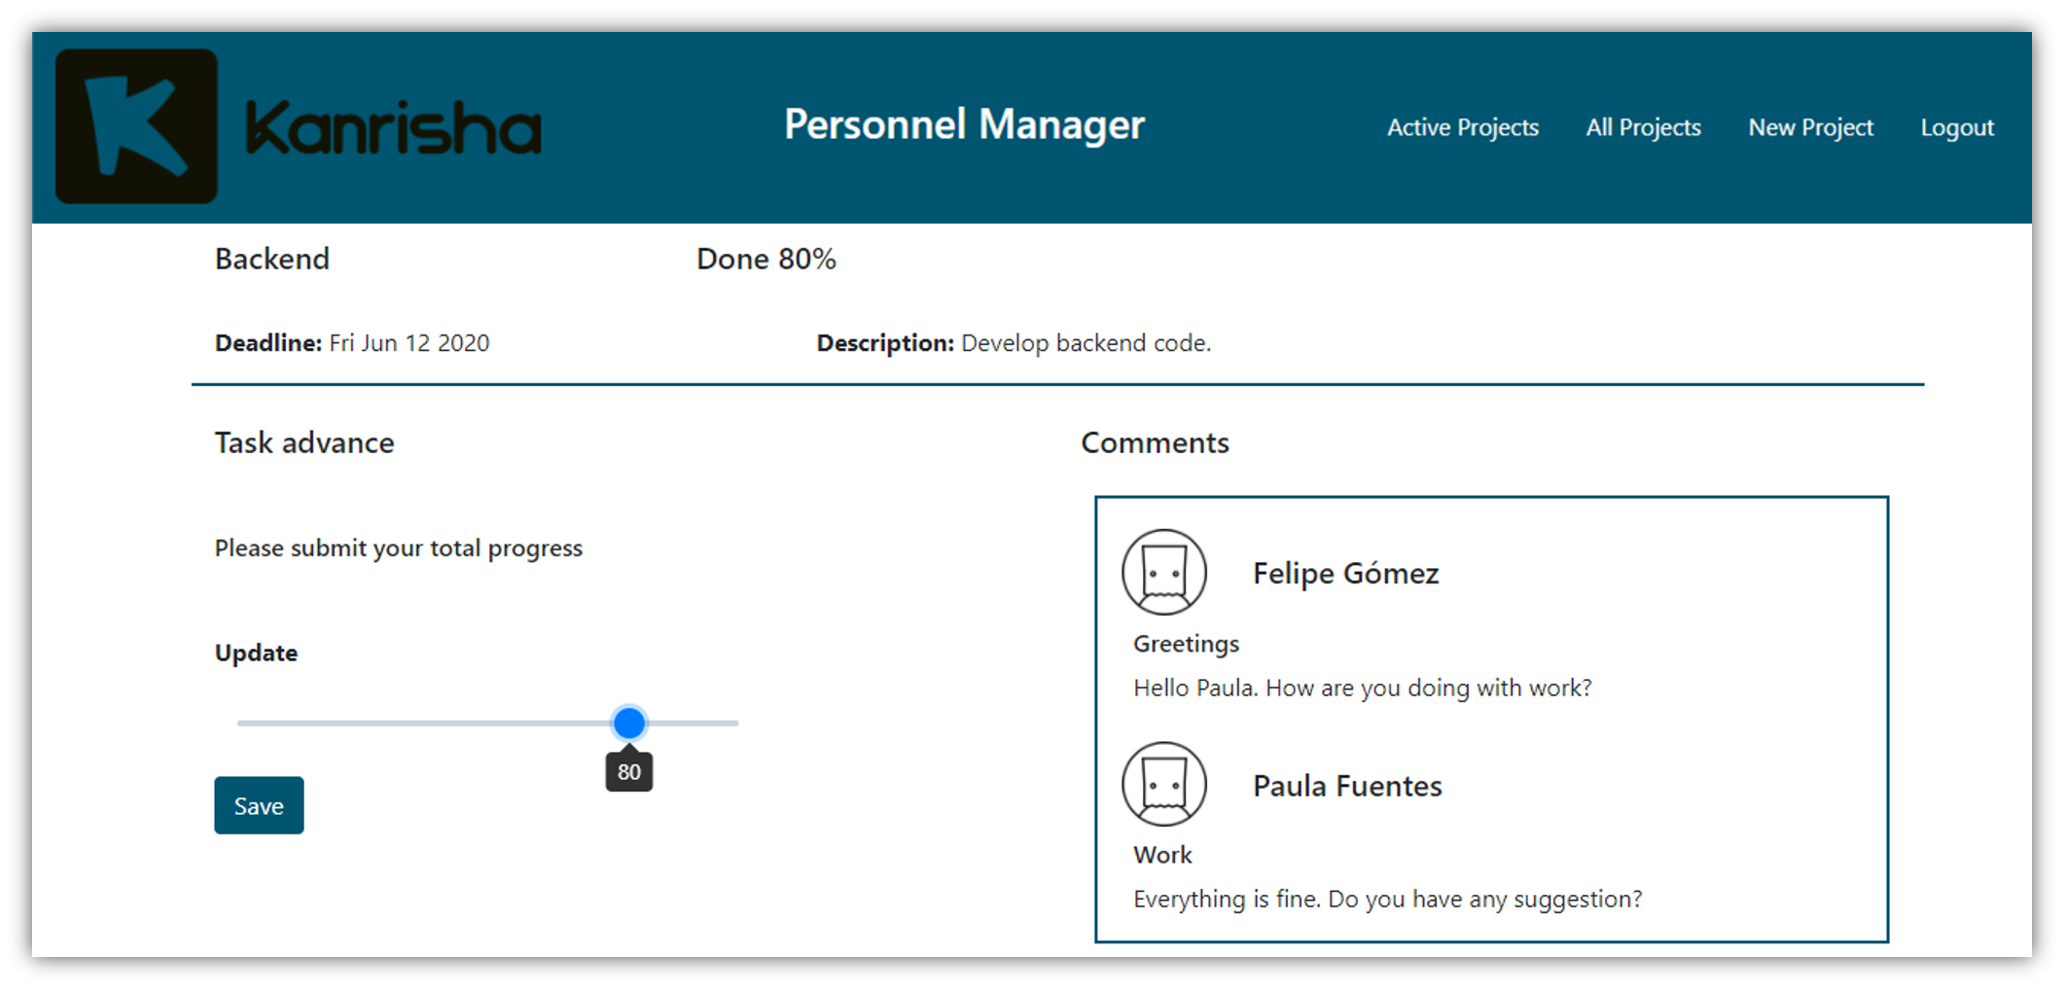 Kanrisha
Personnel Manager
Active Projects
All Projects
New Project
Logout
Backend
Done 80%
Deadline: Fri Jun 12 2020
Description: Develop backend code.
Task advance
Please submit your total progress
Update
80
Save
Comments
Felipe Gómez
Greetings
Hello Paula. How are you doing with work?
Paula Fuentes
Work
Everything is fine. Do you have any suggestion?